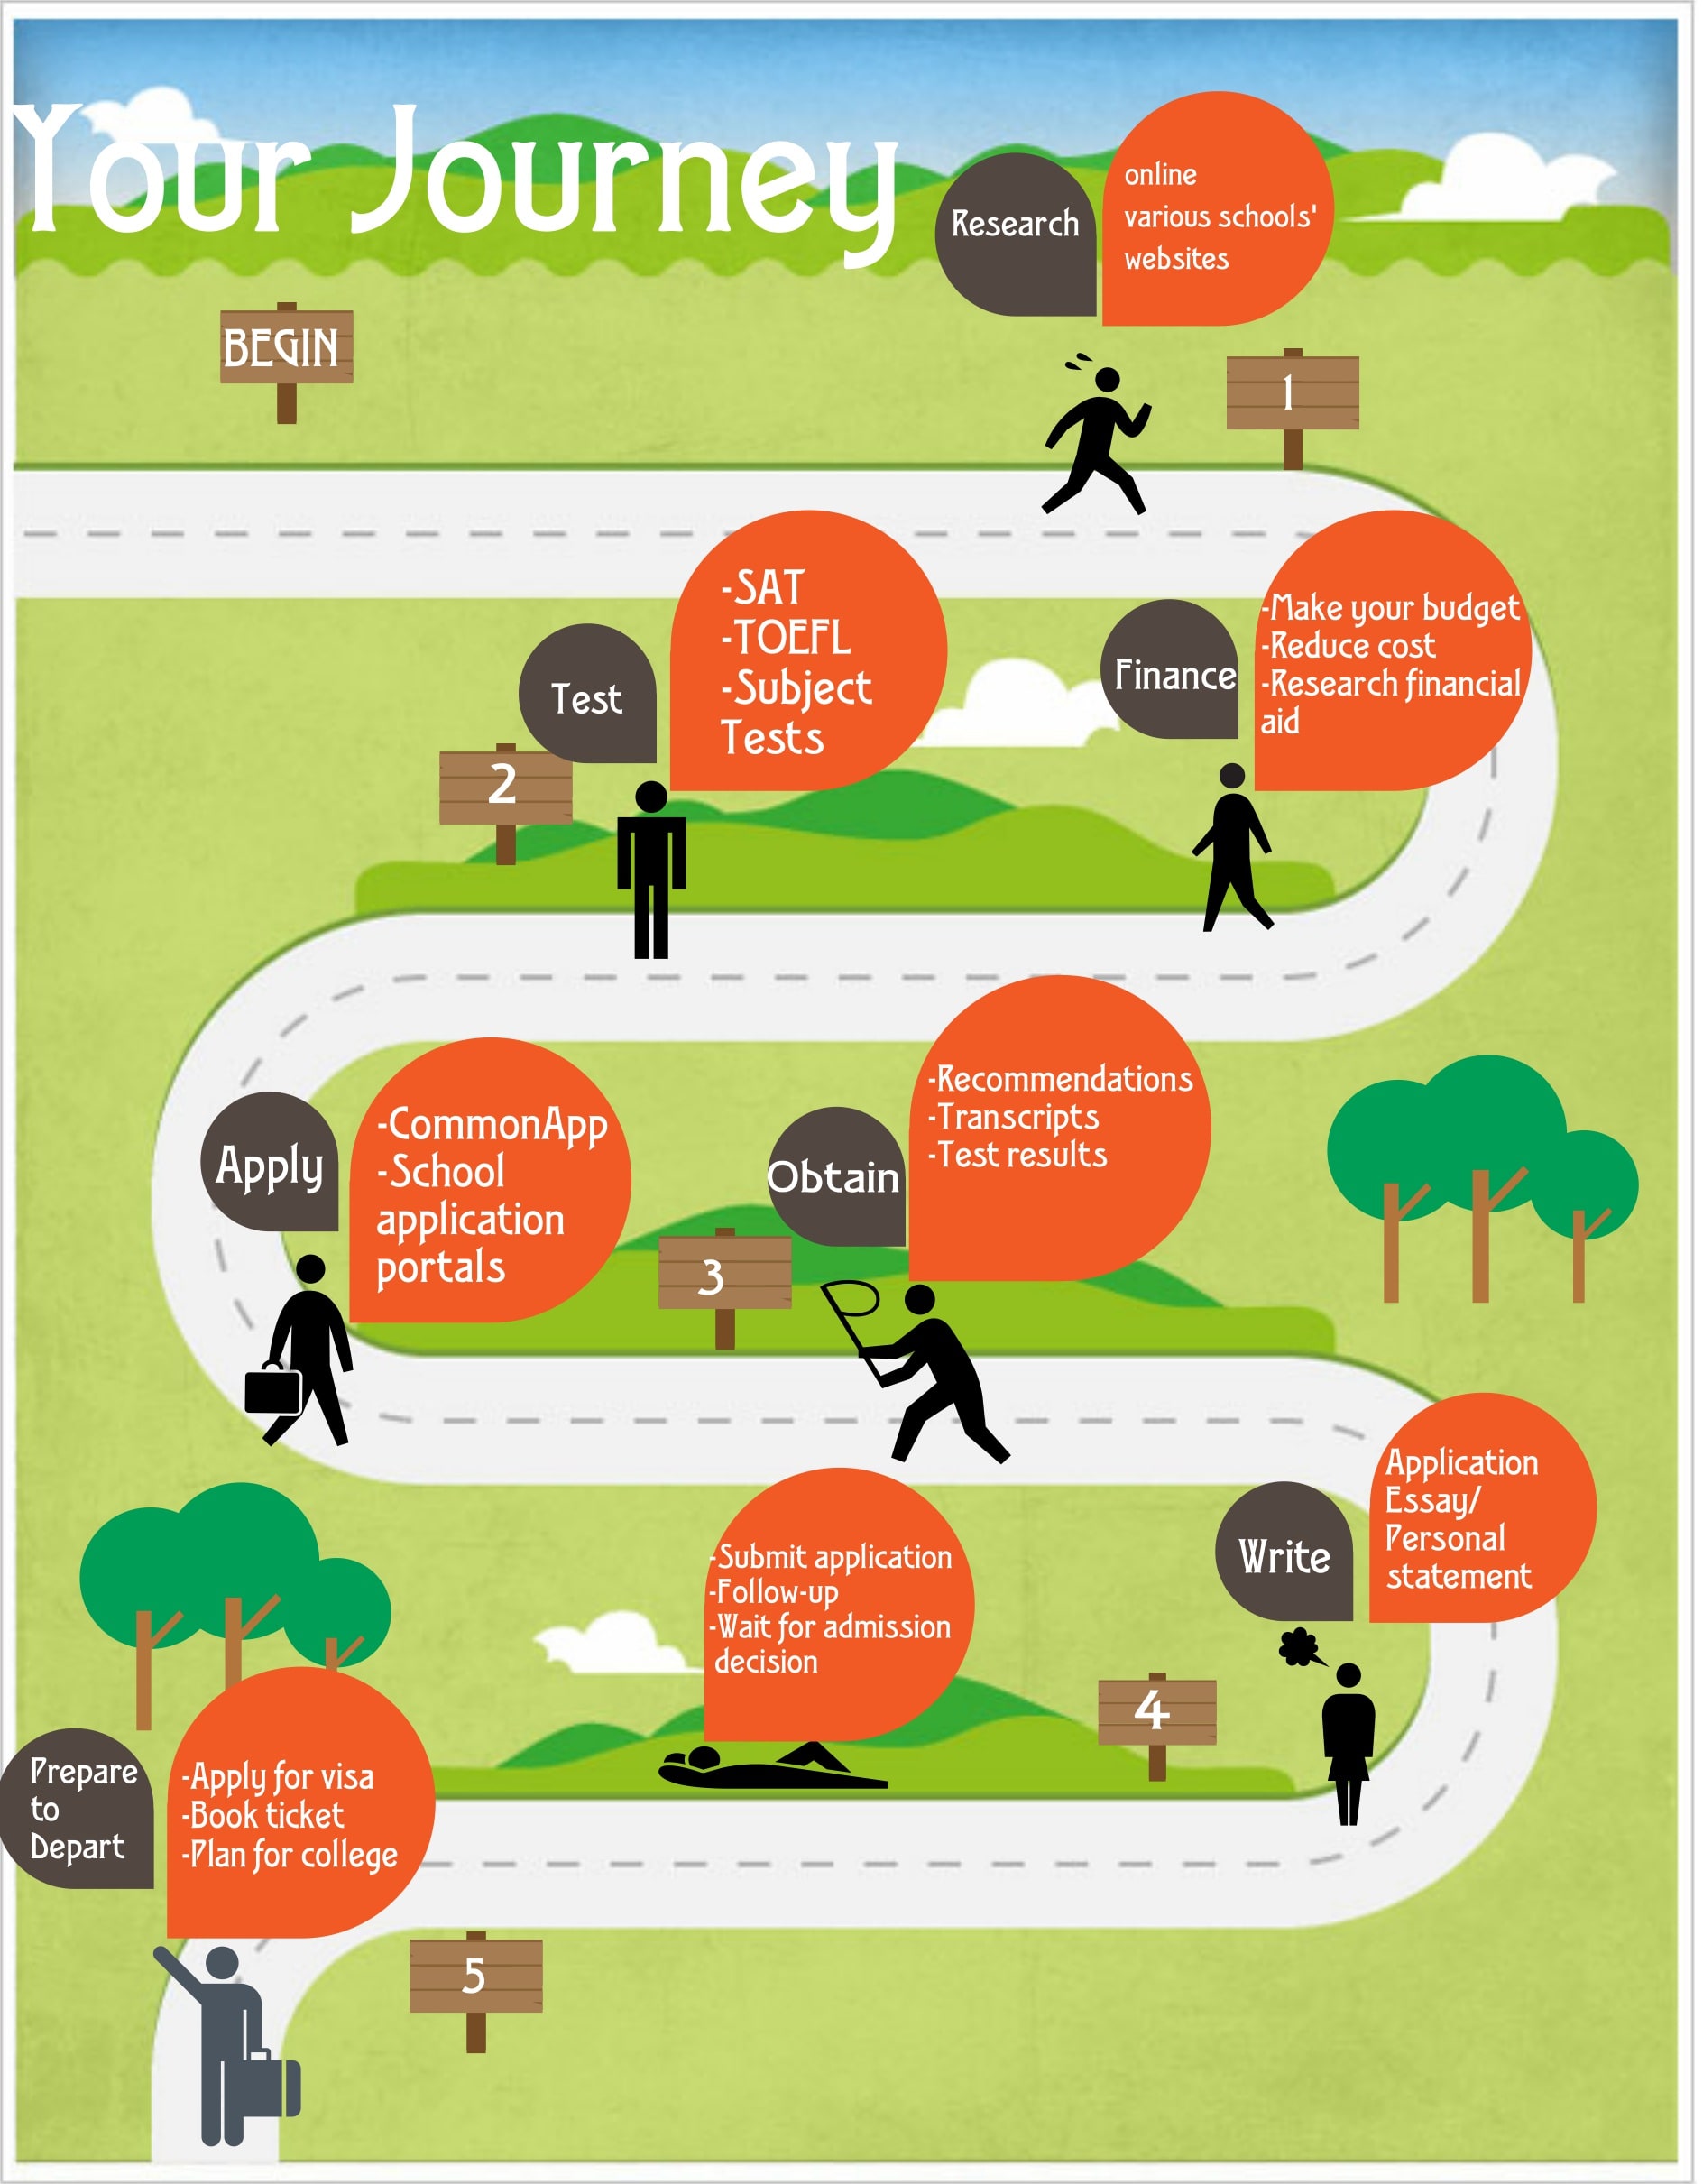 Your Journey
Research
online
various schools'
websites
BEGIN
1
Finance
-Make your budget
-Reduce cost
-Research financial
aid
Test
-SAT
-TOEFL
-Subject
Tests
2
Apply
-CommonApp
-School
application
portals
3
Obtain
-Recommendations
-Transcripts
-Test results
Write
Application
Essay/
Personal
statement
4
-Submit application
-Follow-up
-Wait for admission
decision
Prepare
to
Depart
-Apply for visa
-Book ticket
-Plan for college
5